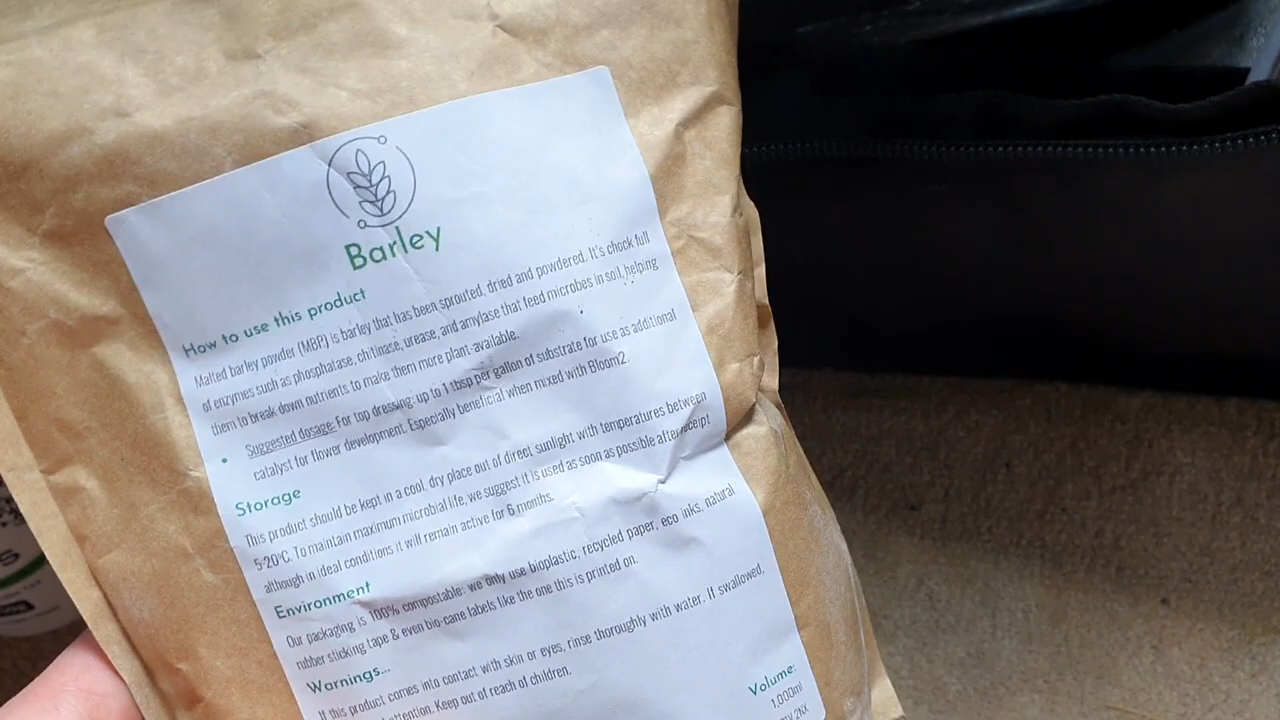 Barley
How to use this product
Malted barley powder (MBP) is barley that has been sprouted, dried and powdered. It's chock full
of enzymes such as phosphatase, chitinase, urease, and amylase that feed microbes in soil, helping
them to break down nutrients to make them more plant-available.
• Suggested dosage: For top dressing: up to 1 tbsp per gallon of substrate for use as additional
catalyst for flower development. Especially beneficial when mixed with Bloom2.
Storage
This product should be kept in a cool, dry place out of direct sunlight with temperatures between
5-20°C. To maintain maximum microbial life, we suggest it is used as soon as possible after receipt
although in ideal conditions it will remain active for 6 months.
Environment
Our packaging is 100% compostable: we only use bioplastic, recycled paper, eco inks, natural
rubber sticking tape & even bio-cane labels like the one this is printed on.
Warnings...
If this product comes into contact with skin or eyes, rinse thoroughly with water. If swallowed,
attention. Keep out of reach of children.
Volume:
1,000ml
2NX